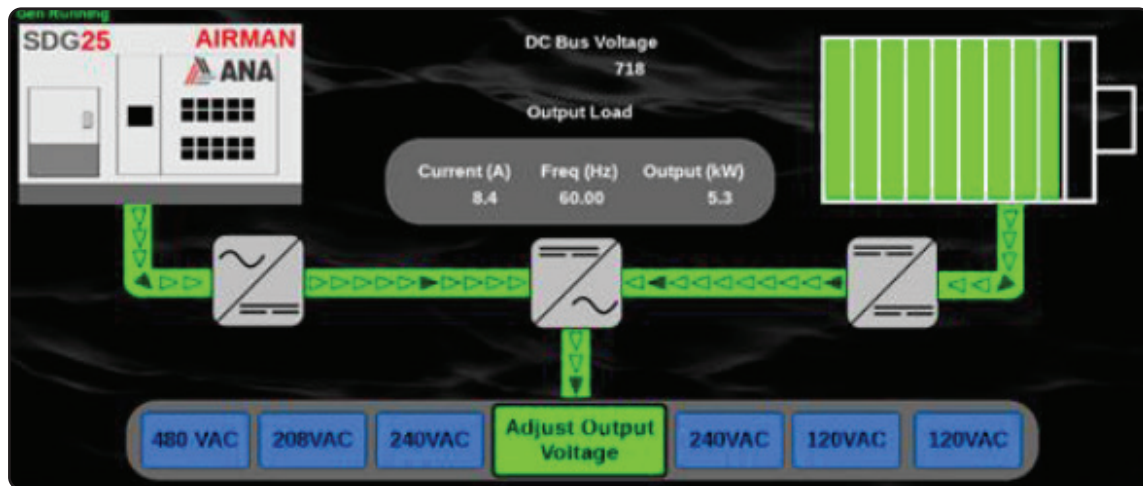 Gen Running
SDG25 AIRMAN
ANA
DC Bus Voltage
718
Output Load
Current (A) Freq (Hz) Output (kW)
8.4 60.00 5.3
480 VAC 208VAC 240VAC Adjust Output Voltage 240VAC 120VAC 120VAC